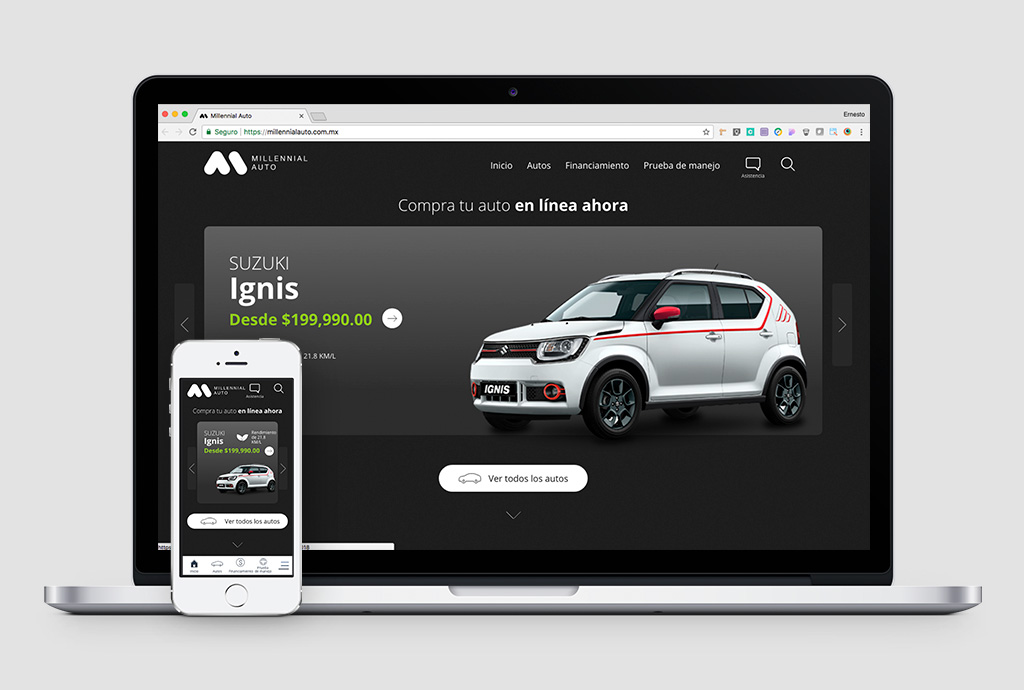 Millennial Auto
Ernesto
Seguro
https://millennialauto.com.mx
MILLENNIAL
AUTO
Inicio
Autos
Financiamiento
Prueba de manejo
Asistencia
Compra tu auto en línea ahora
SUZUKI
Ignis
Desde $199,990.00
21.8 KM/L
IGNIS
Ver todos los autos
MILLENNIAL
AUTO
Asistencia
Compra tu auto en línea ahora
SUZUKI
Ignis
Rendimiento
de 21.8
KM/L
Desde $199,990.00
Ver todos los autos
Inicio
Autos
Financiamiento
Prueba
de manejo